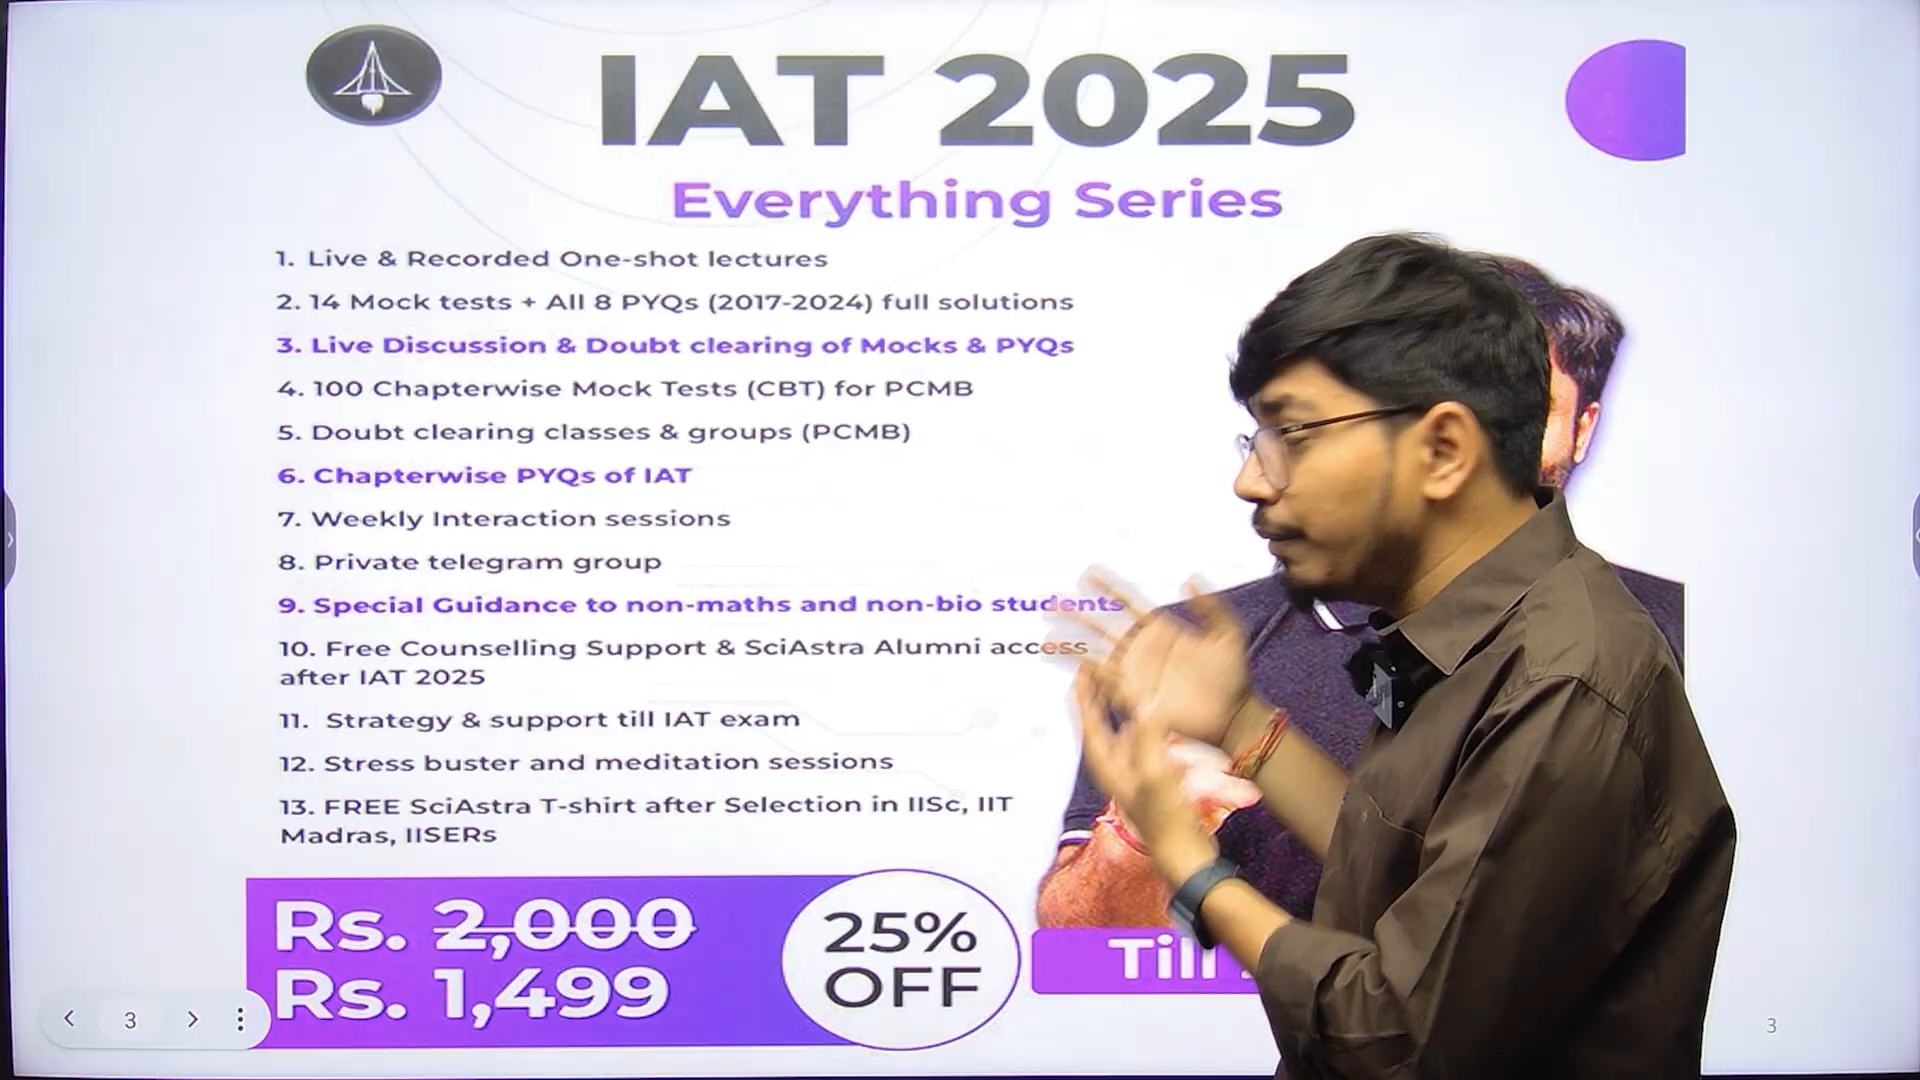 IAT 2025
Everything Series
1. Live & Recorded One-shot lectures
2. 14 Mock tests + All 8 PYQs (2017-2024) full solutions
3. Live Discussion & Doubt clearing of Mocks & PYQs
4. 100 Chapterwise Mock Tests (CBT) for PCMB
5. Doubt clearing classes & groups (PCMB)
6. Chapterwise PYQs of IAT
7. Weekly Interaction sessions
8. Private telegram group
9. Special Guidance to non-maths and non-bio students
10. Free Counselling Support & SciAstra Alumni access
after IAT 2025
11. Strategy & support till IAT exam
12. Stress buster and meditation sessions
13. FREE SciAstra T-shirt after Selection in IISc, IIT
Madras, IISERs
Rs. 2,000
Rs. 1,499
25%
OFF
Till
3
3